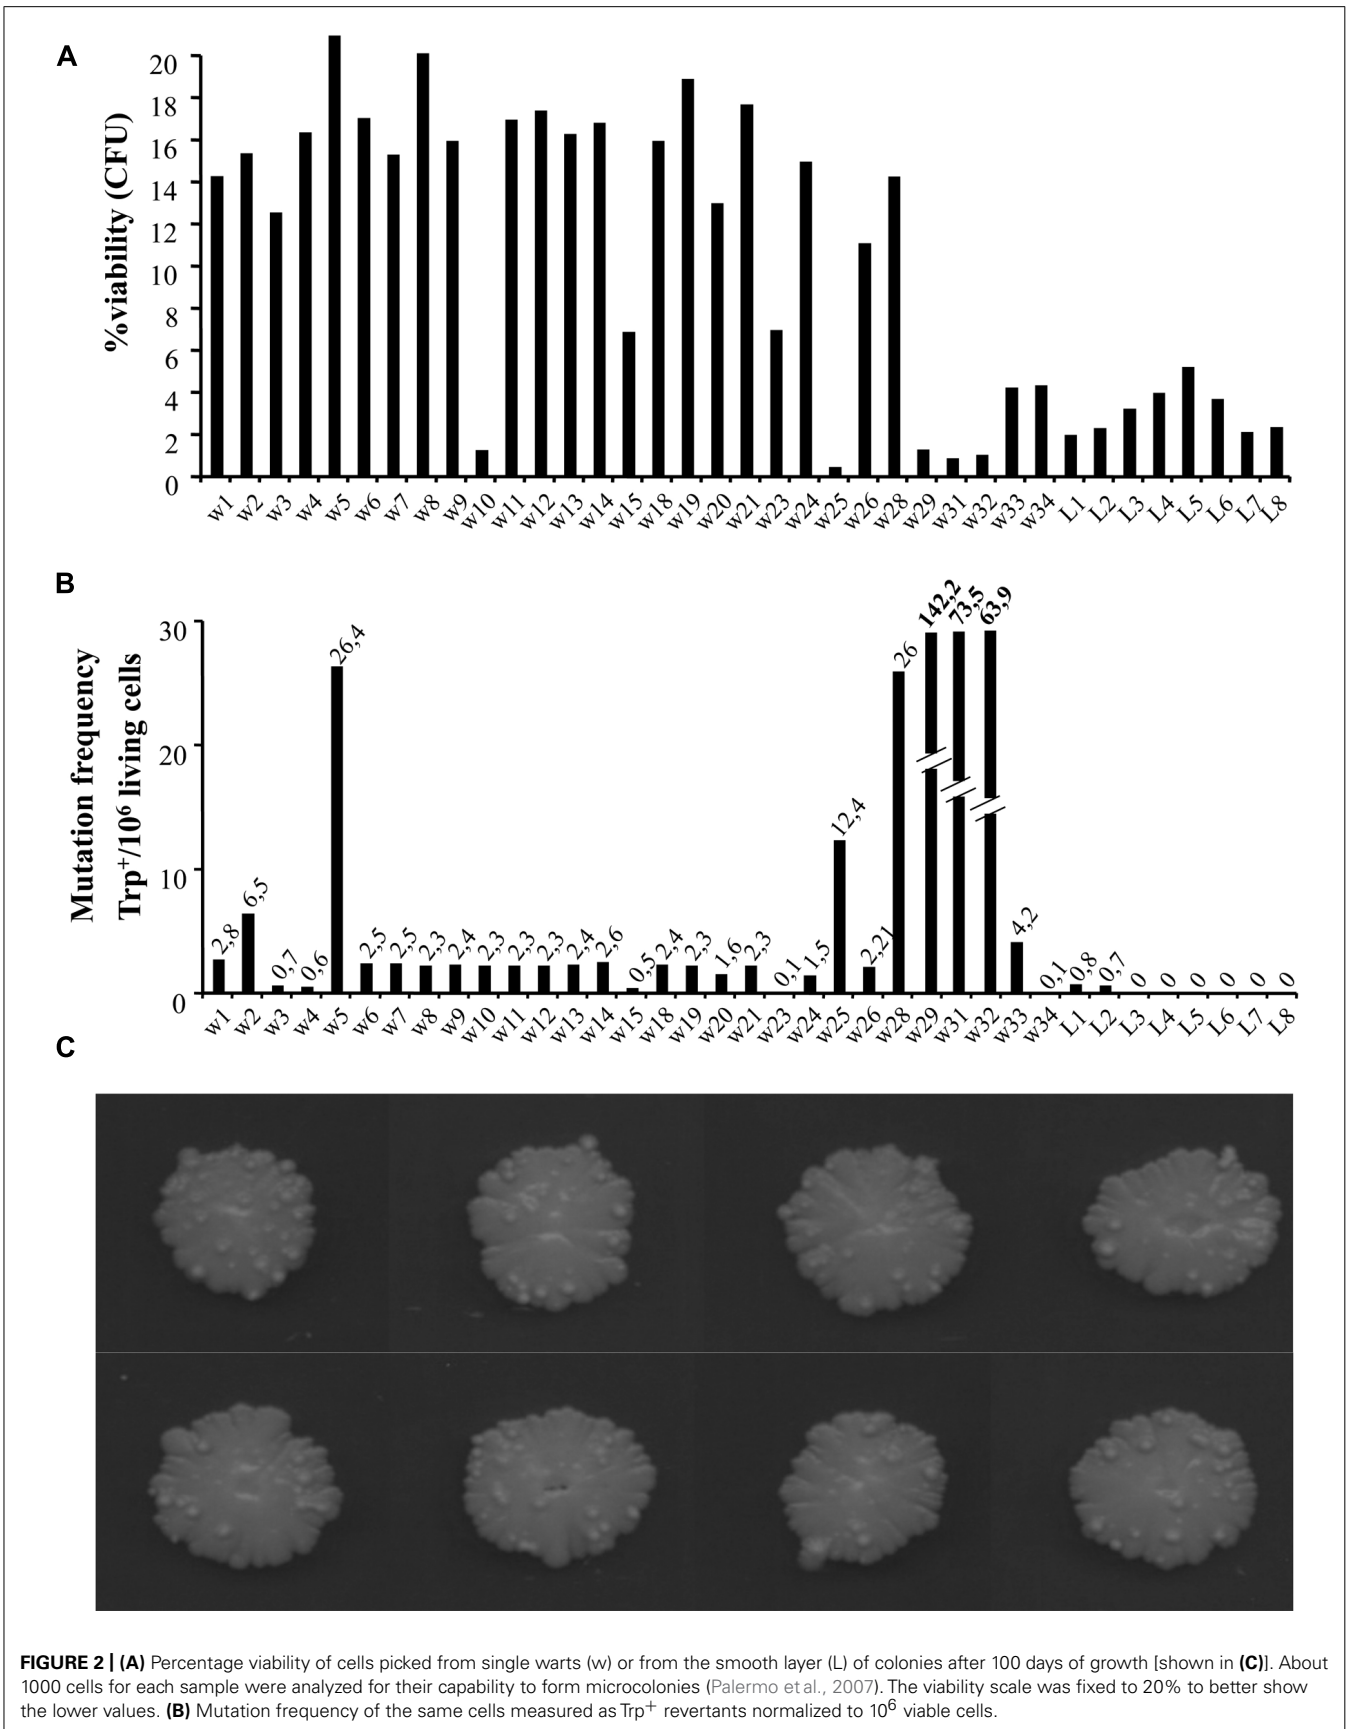 A
%viability (CFU)
20
18
16
14
12
10
8
6
4
2
0
w1 w2 w3 w4 w5 w6 w7 w8 w9 w10 w11 w12 w13 w14 w15 w18 w19 w20 w21 w23 w24 w25 w26 w28 w29 w31 w32 w33 w34 L1 L2 L3 L4 L5 L6 L7 L8
B
Mutation frequency
Trp+/10⁶ living cells
30
20
10
0
2,8 6,5 0,7 0,6 26,4 2,5 2,5 2,3 2,4 2,3 2,3 2,3 2,4 2,6 0,5 2,4 2,3 1,6 2,3 0,1 1,5 12,4 2,21 26 142,2 73,5 63,9 4,2 0,1 0,8 0,7 0 0 0 0 0 0
w1 w2 w3 w4 w5 w6 w7 w8 w9 w10 w11 w12 w13 w14 w15 w18 w19 w20 w21 w23 w24 w25 w26 w28 w29 w31 w32 w33 w34 L1 L2 L3 L4 L5 L6 L7 L8
C
FIGURE 2 | (A) Percentage viability of cells picked from single warts (w) or from the smooth layer (L) of colonies after 100 days of growth [shown in (C)]. About
1000 cells for each sample were analyzed for their capability to form microcolonies (Palermo et al., 2007). The viability scale was fixed to 20% to better show
the lower values. (B) Mutation frequency of the same cells measured as Trp+ revertants normalized to 10⁶ viable cells.